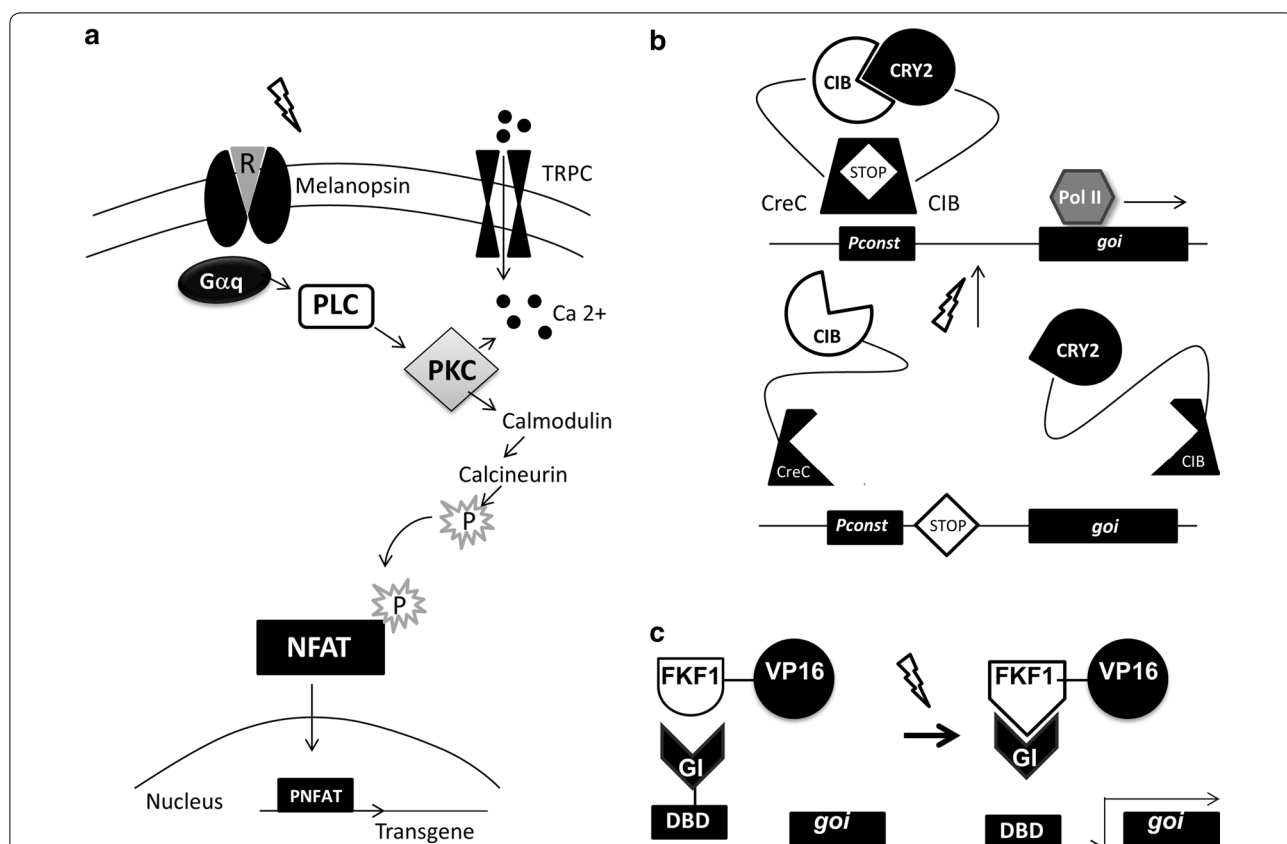 a
R
Melanopsin
TRPC
Gαq
PLC
Ca 2+
PKC
Calmodulin
Calcineurin
P
P
NFAT
Nucleus
PNFAT
Transgene
b
CIB
CRY2
STOP
CreC
CIB
Pol II
Pconst
goi
CIB
CRY2
CreC
CIB
Pconst
STOP
goi
c
FKF1
VP16
FKF1
VP16
GI
GI
DBD
goi
DBD
goi